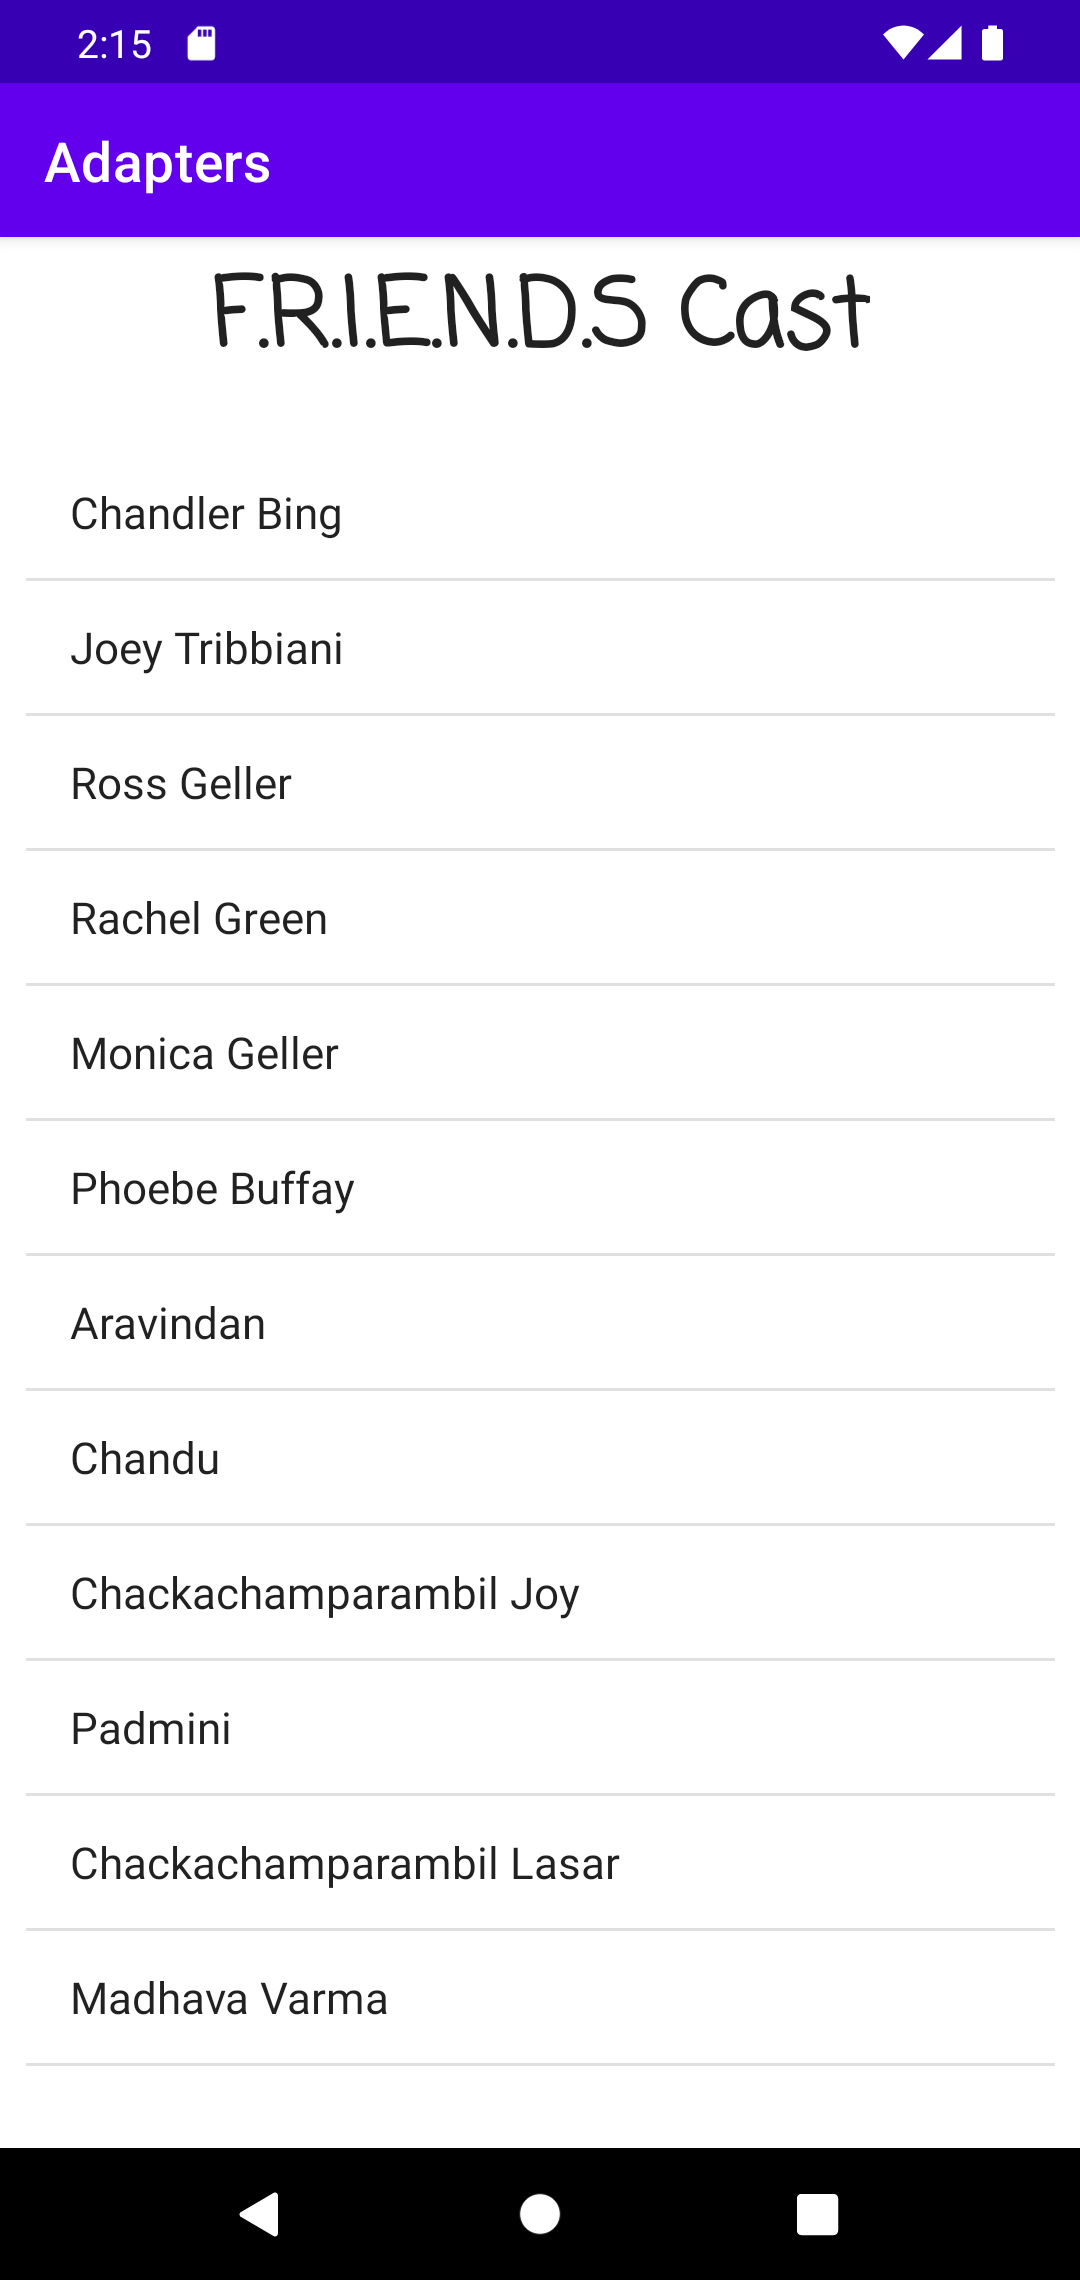 2:15
Adapters
F.R.I.E.N.D.S Cast
Chandler Bing
Joey Tribbiani
Ross Geller
Rachel Green
Monica Geller
Phoebe Buffay
Aravindan
Chandu
Chackachamparambil Joy
Padmini
Chackachamparambil Lasar
Madhava Varma